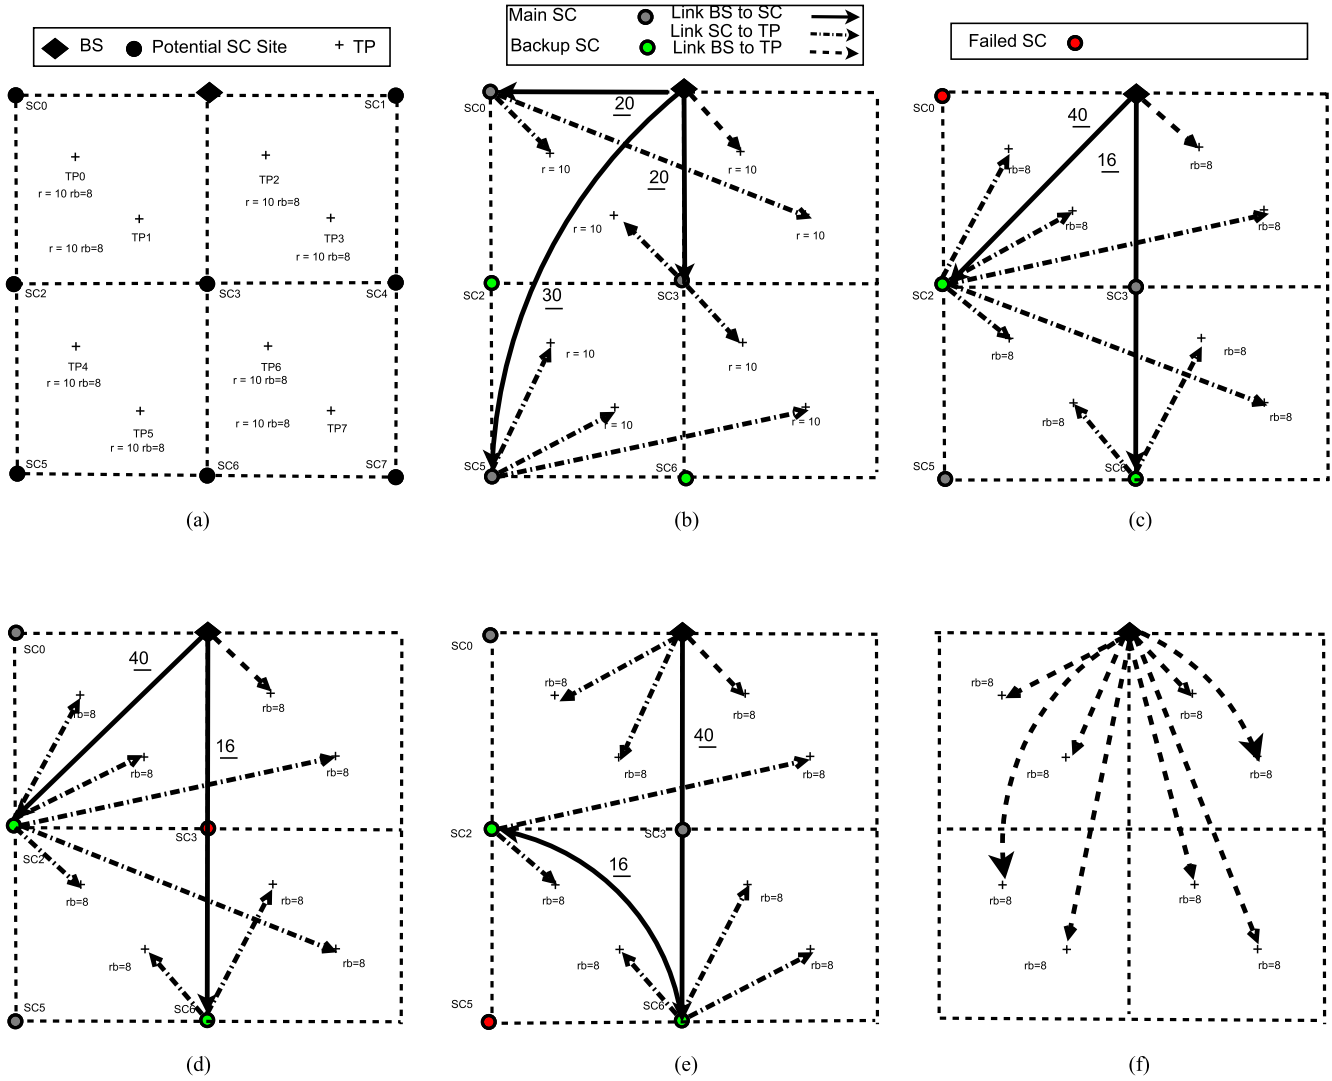 BS Potential SC Site TP
SC0 SC1
TP0
r = 10 rb=8
TP1
r = 10 rb=8
TP2
r = 10 rb=8
TP3
r = 10 rb=8
SC2 SC3 SC4
TP4
r = 10 rb=8
TP5
r = 10 rb=8
TP6
r = 10 rb=8
r = 10 rb=8
TP7
SC5 SC6 SC7
(a)
Main SC Link BS to SC
Link SC to TP
Backup SC Link BS to TP
SC0 20
r = 10
r = 10
20
r = 10
r = 10
SC2 30 SC3
r = 10
r = 10
r = 10
r = 10
SC5 SC6
(b)
Failed SC
SC0 40
16
rb=8
rb=8
rb=8
rb=8
SC2 SC3
rb=8
rb=8
rb=8
rb=8
SC5 SC6
(c)
SC0 40
rb=8
rb=8
16
rb=8
rb=8
SC2 SC3
rb=8
rb=8
rb=8
rb=8
SC5 SC6
(d)
SC0
rb=8
rb=8
40
rb=8
rb=8
SC2 SC3
16
rb=8
rb=8
rb=8
rb=8
SC5 SC6
(e)
rb=8
rb=8
rb=8
rb=8
rb=8
rb=8
rb=8
rb=8
(f)